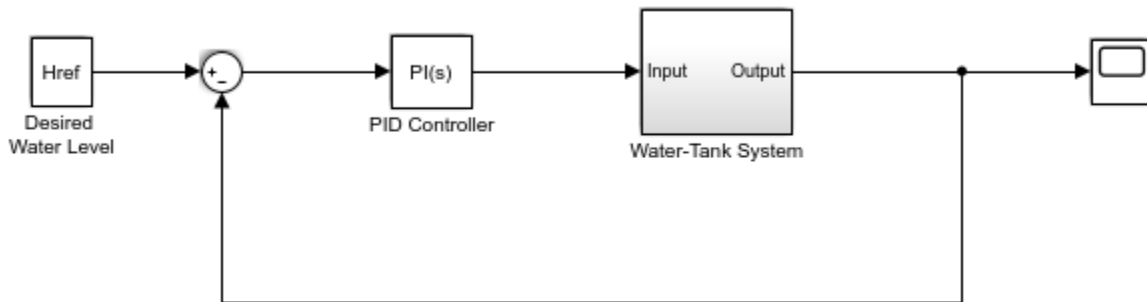 Href
Desired
Water Level
+
−
PI(s)
PID Controller
Input
Output
Water-Tank System